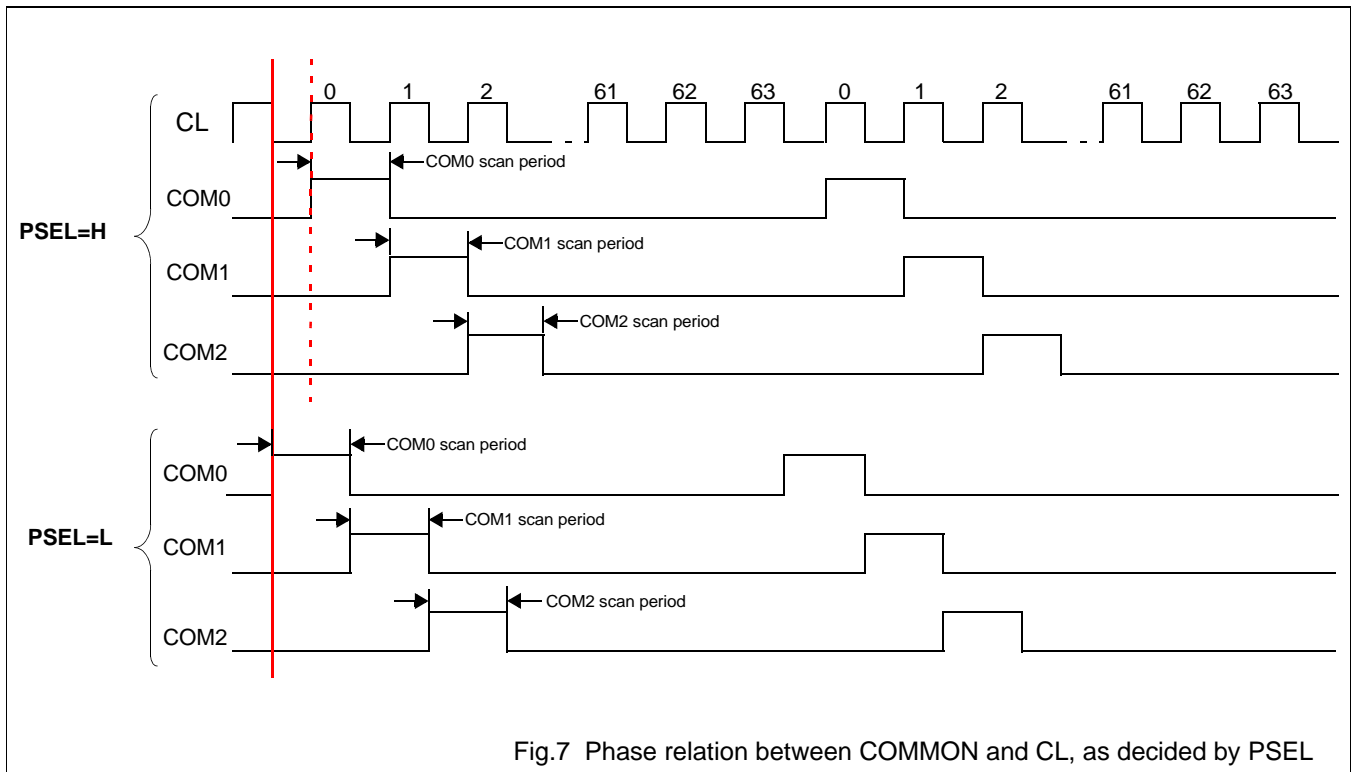 0 1 2 61 62 63 0 1 2 61 62 63
CL
COM0 scan period
COM0
PSEL=H
COM1 scan period
COM1
COM2 scan period
COM2
COM0 scan period
COM0
COM1 scan period
PSEL=L
COM1
COM2 scan period
COM2
Fig.7 Phase relation between COMMON and CL, as decided by PSEL